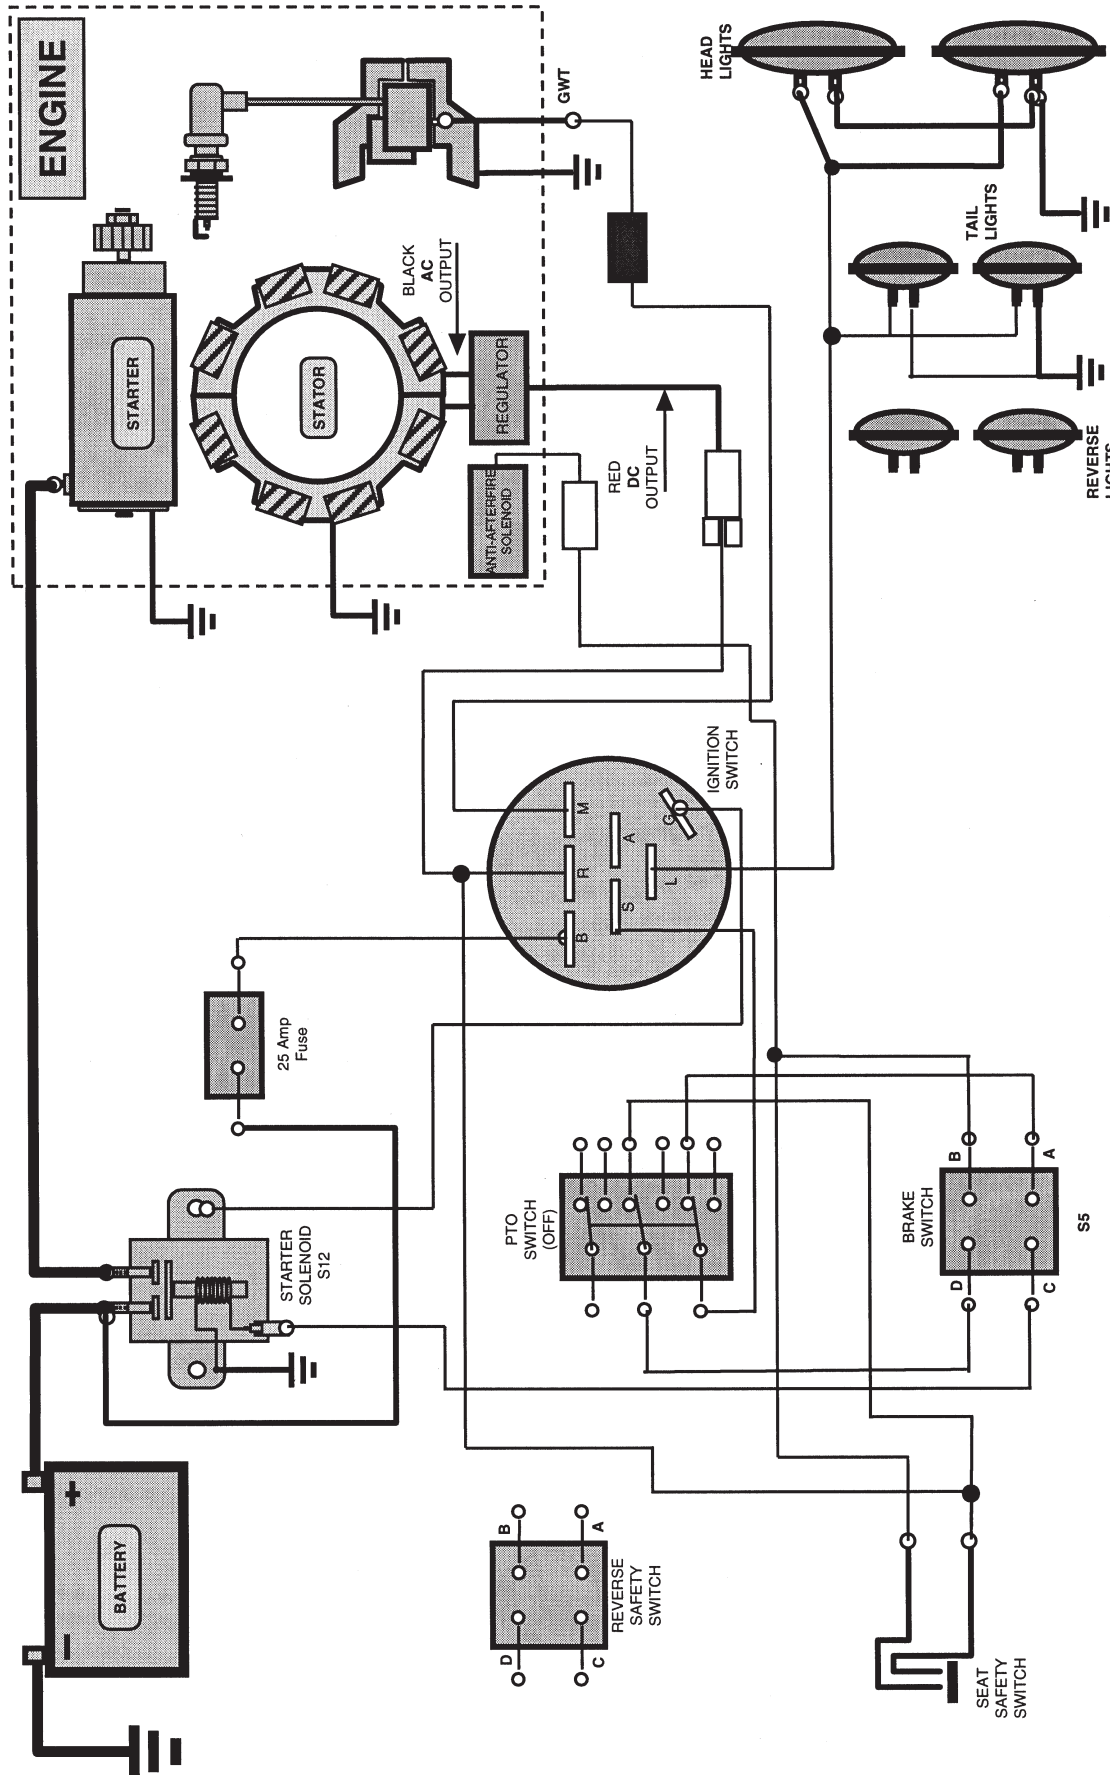 ENGINE
HEAD
LIGHTS
GWT
TAIL
LIGHTS
STARTER
STATOR
BLACK
AC
OUTPUT
REGULATOR
ANTI-AFTERFIRE
SOLENOID
RED
DC
OUTPUT
REVERSE
LIGHTS
IGNITION
SWITCH
M
R
B
A
S
L
G
25 Amp
Fuse
STARTER
SOLENOID
S12
PTO
SWITCH
(OFF)
BRAKE
SWITCH
B
A
D
C
S5
BATTERY
+
–
REVERSE
SAFETY
SWITCH
B
A
D
C
SEAT
SAFETY
SWITCH